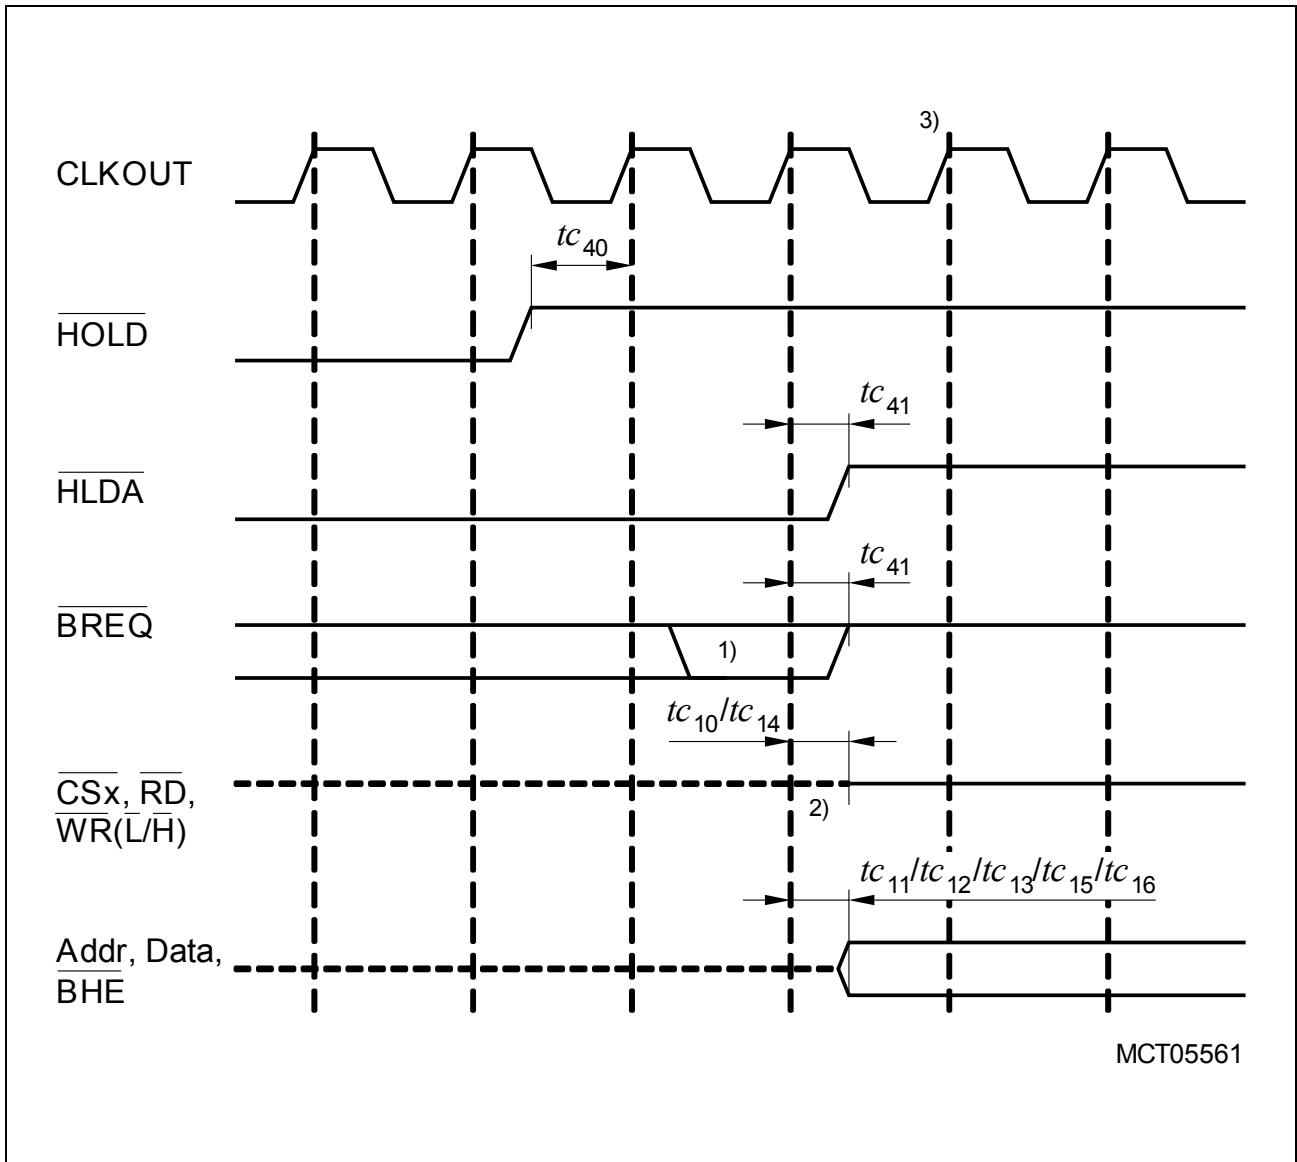 3)
CLKOUT
tc40
HOLD
tc41
HLDA
tc41
BREQ
1)
tc10/tc14
CSx, RD,
WR(L/H)
2)
tc11/tc12/tc13/tc15/tc16
Addr, Data,
BHE
MCT05561